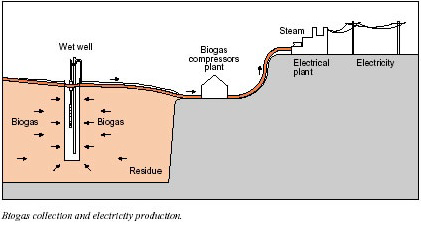 Wet well
Biogas
compressors
plant
Steam
Electrical
plant
Electricity
Biogas
Biogas
Residue
Biogas collection and electricity production.